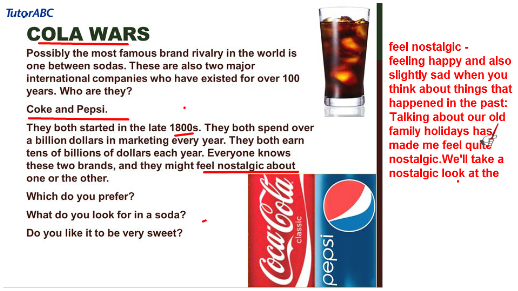 TutorABC
COLA WARS
Possibly the most famous brand rivalry in the world is
one between sodas. These are also two major
international companies who have existed for over 100
years. Who are they?
Coke and Pepsi.
They both started in the late 1800s. They both spend over
a billion dollars in marketing every year. They both earn
tens of billions of dollars each year. Everyone knows
these two brands, and they might feel nostalgic about
one or the other.
Which do you prefer?
What do you look for in a soda?
Do you like it to be very sweet?
Coca-Cola
classic
pepsi
feel nostalgic -
feeling happy and also
slightly sad when you
think about things that
happened in the past:
Talking about our old
family holidays has
made me feel quite
nostalgic.We'll take a
nostalgic look at the